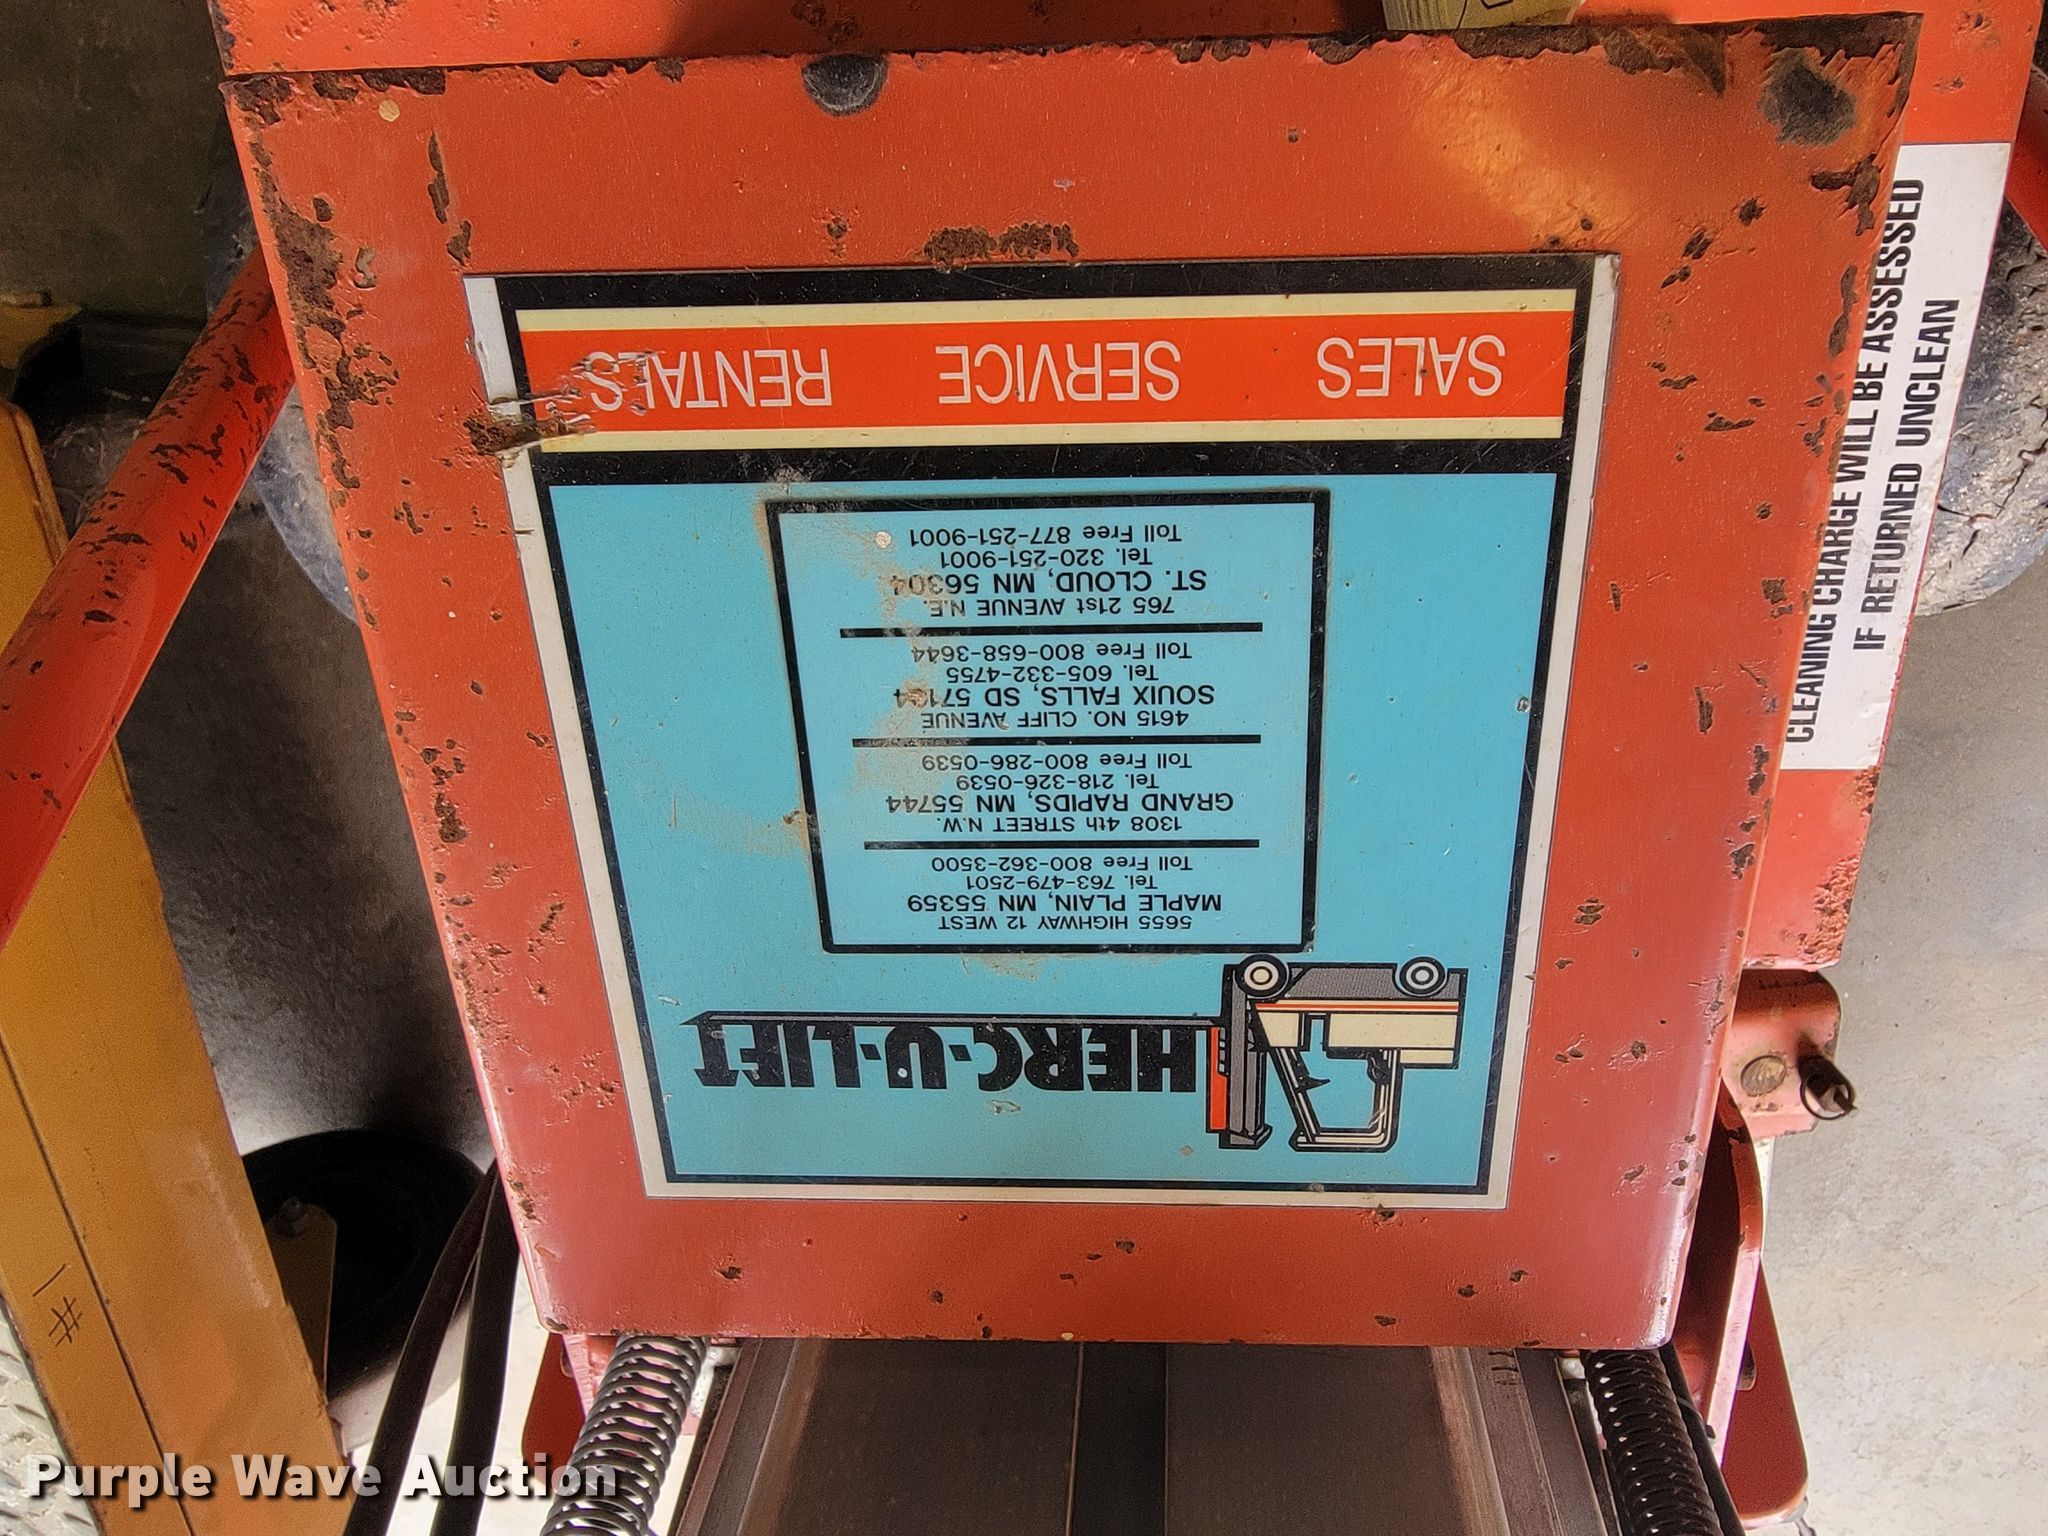 HERC-U-LIFT
5655 HIGHWAY 12 WEST
MAPLE PLAIN, MN 55359
Tel. 763-479-2501
Toll Free 800-362-3500
1308 4th STREET N.W.
GRAND RAPIDS, MN 55744
Tel. 218-326-0539
Toll Free 800-286-0539
4615 NO. CLIFF AVENUE
SOUIX FALLS, SD 57104
Tel. 605-332-4755
Toll Free 800-658-3644
765 21st AVENUE N.E.
ST. CLOUD, MN 56304
Tel. 320-251-9001
Toll Free 877-251-9001
SALES SERVICE RENTALS
CLEANING CHARGE WILL BE ASSESSED
IF RETURNED UNCLEAN
#1
Purple Wave Auction